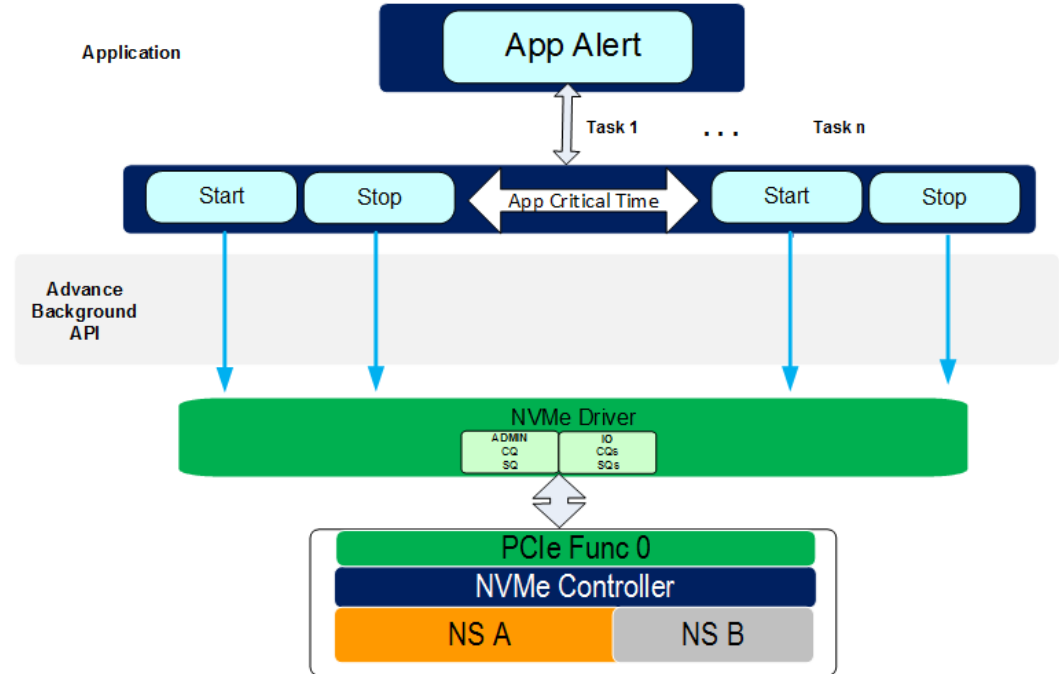 App Alert
Application
Task 1 . . . Task n
Start Stop App Critical Time Start Stop
Advance
Background
API
NVMe Driver
ADMIN IO
CQ CQs
SQ SQs
PCIe Func 0
NVMe Controller
NS A NS B